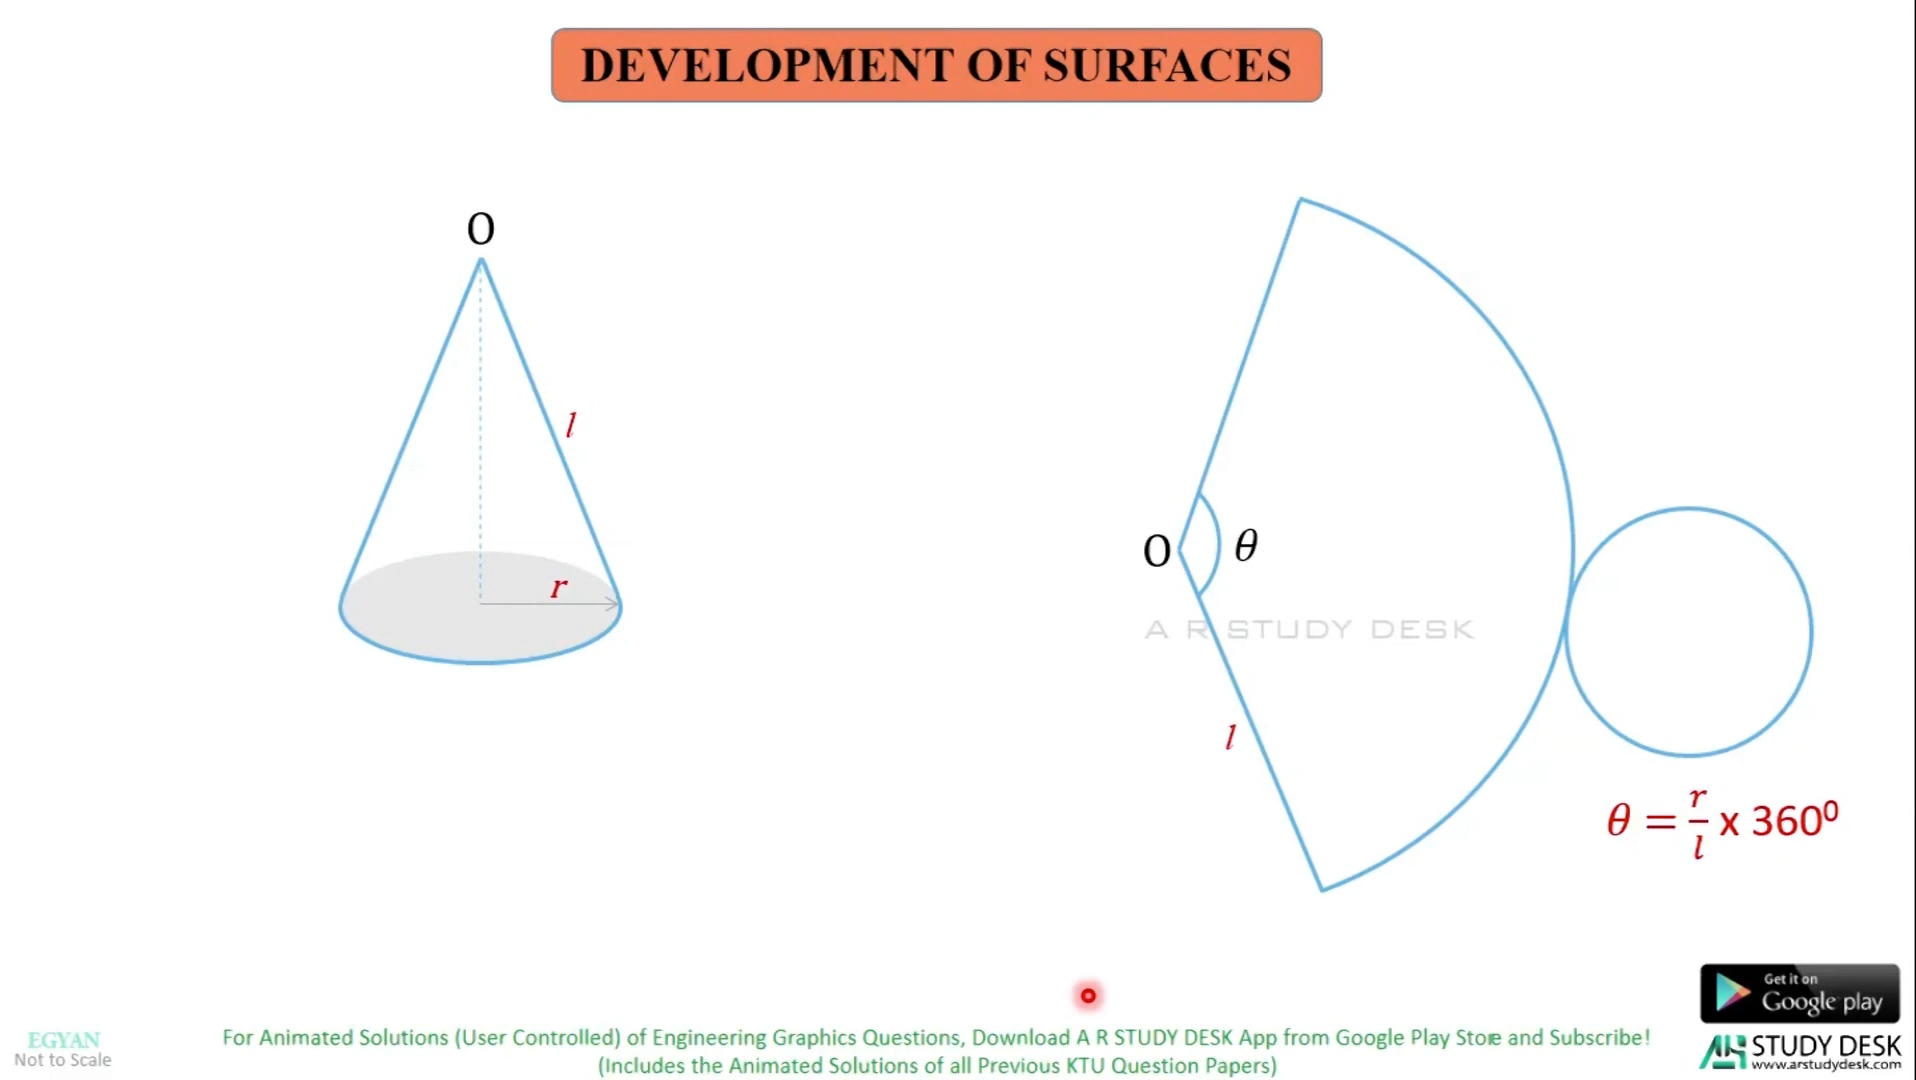 DEVELOPMENT OF SURFACES
O
l
r
O
θ
A R STUDY DESK
l
θ = r/l x 360⁰
Get it on
Google play
EGYAN
Not to Scale
For Animated Solutions (User Controlled) of Engineering Graphics Questions, Download A R STUDY DESK App from Google Play Store and Subscribe!
(Includes the Animated Solutions of all Previous KTU Question Papers)
AR STUDY DESK
www.arstudydesk.com